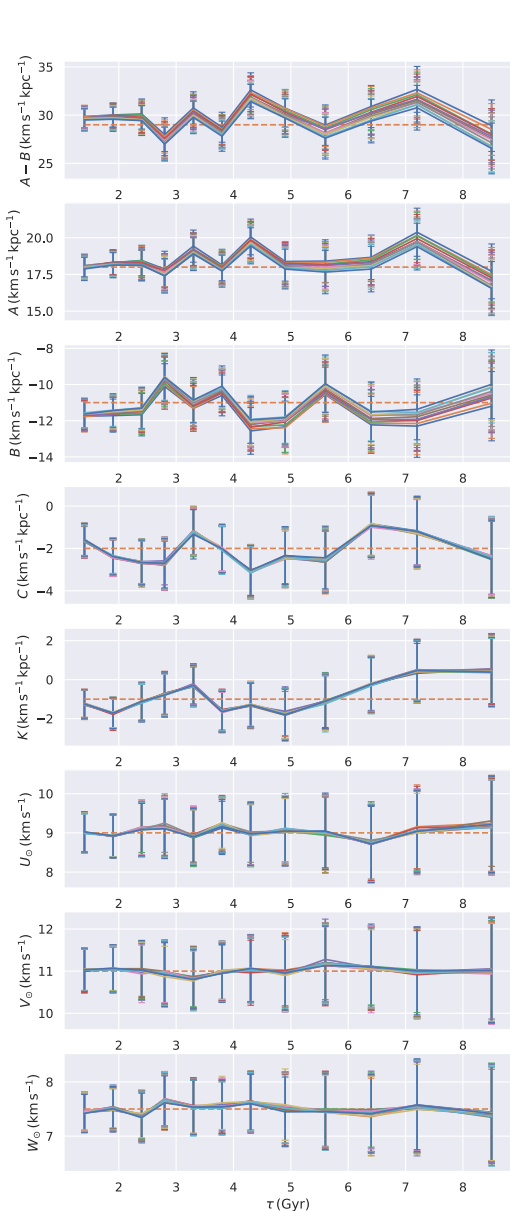 A − B (km s⁻¹ kpc⁻¹)
35
30
25
2 3 4 5 6 7 8
A (km s⁻¹ kpc⁻¹)
20.0
17.5
15.0
2 3 4 5 6 7 8
B (km s⁻¹ kpc⁻¹)
−8
−10
−12
−14
2 3 4 5 6 7 8
C (km s⁻¹ kpc⁻¹)
0
−2
−4
2 3 4 5 6 7 8
K (km s⁻¹ kpc⁻¹)
2
0
−2
2 3 4 5 6 7 8
U⊙ (km s⁻¹)
10
9
8
2 3 4 5 6 7 8
V⊙ (km s⁻¹)
12
11
10
2 3 4 5 6 7 8
W⊙ (km s⁻¹)
8
7
2 3 4 5 6 7 8
τ (Gyr)